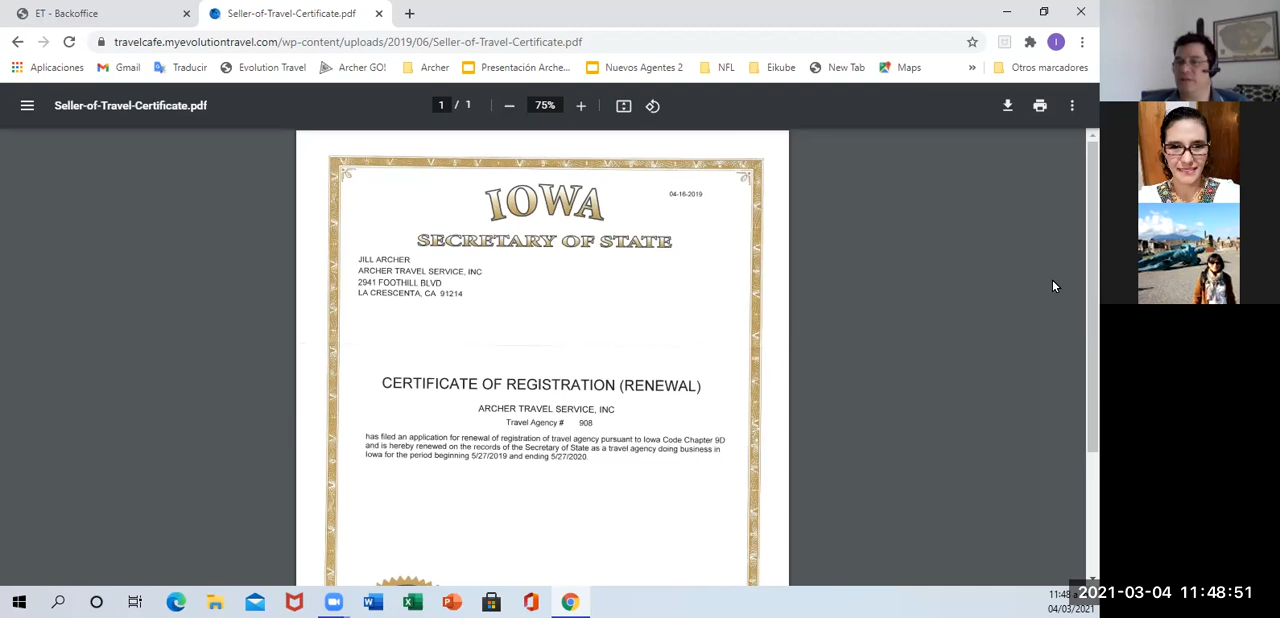 ET - Backoffice
Seller-of-Travel-Certificate.pdf
travelcafe.myevolutiontravel.com/wp-content/uploads/2019/06/Seller-of-Travel-Certificate.pdf
Aplicaciones
Gmail
Traducir
Evolution Travel
Archer GO!
Archer
Presentación Arche...
Nuevos Agentes 2
NFL
Eikube
New Tab
Maps
»
Otros marcadores
Seller-of-Travel-Certificate.pdf
1 / 1
75%
IOWA
04-16-2019
SECRETARY OF STATE
JILL ARCHER
ARCHER TRAVEL SERVICE, INC
2941 FOOTHILL BLVD
LA CRESCENTA, CA 91214
CERTIFICATE OF REGISTRATION (RENEWAL)
ARCHER TRAVEL SERVICE, INC
Travel Agency # 908
has filed an application for renewal of registration of travel agency pursuant to Iowa Code Chapter 9D
and is hereby renewed on the records of the Secretary of State as a travel agency doing business in
Iowa for the period beginning 5/27/2019 and ending 5/27/2020.
11:48
04/03/2021
2021-03-04 11:48:51